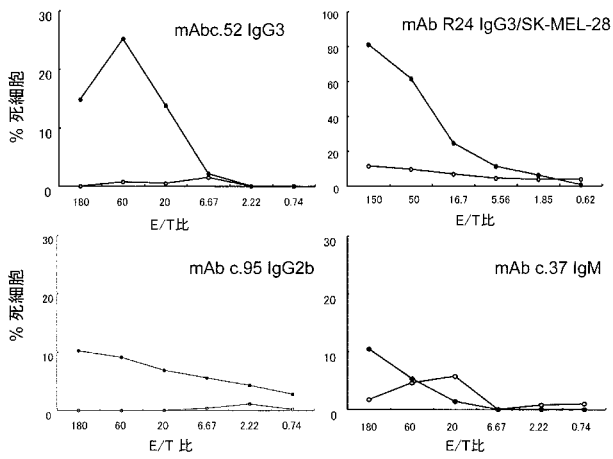 mAbc.52 IgG3
% 死細胞
30
20
10
0
180 60 20 6.67 2.22 0.74
E/T比
mAb R24 IgG3/SK-MEL-28
100
80
60
40
20
0
150 50 16.7 5.56 1.85 0.62
E/T比
mAb c.95 IgG2b
% 死細胞
30
20
10
0
180 60 20 6.67 2.22 0.74
E/T比
mAb c.37 IgM
30
20
10
0
180 60 20 6.67 2.22 0.74
E/T比